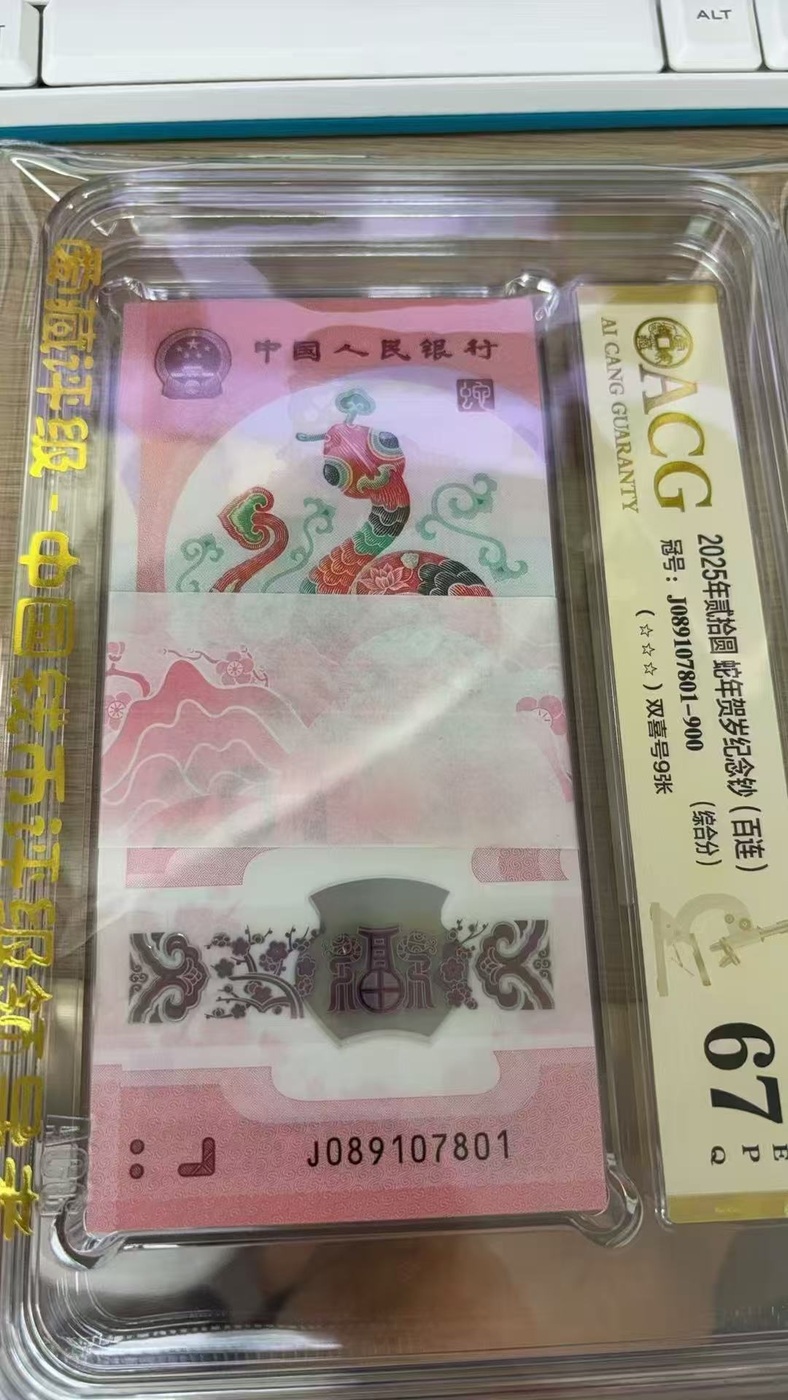 ALT
爱藏评级-中国钱币评级领导者
中国人民银行
蛇
福
J089107801
ACG
AI CANG GUARANTY
2025年贰拾圆 蛇年贺岁纪念钞（百连）
冠号：J089107801-900
（综合分）
（☆☆☆）双喜号9张
67
E
P
Q